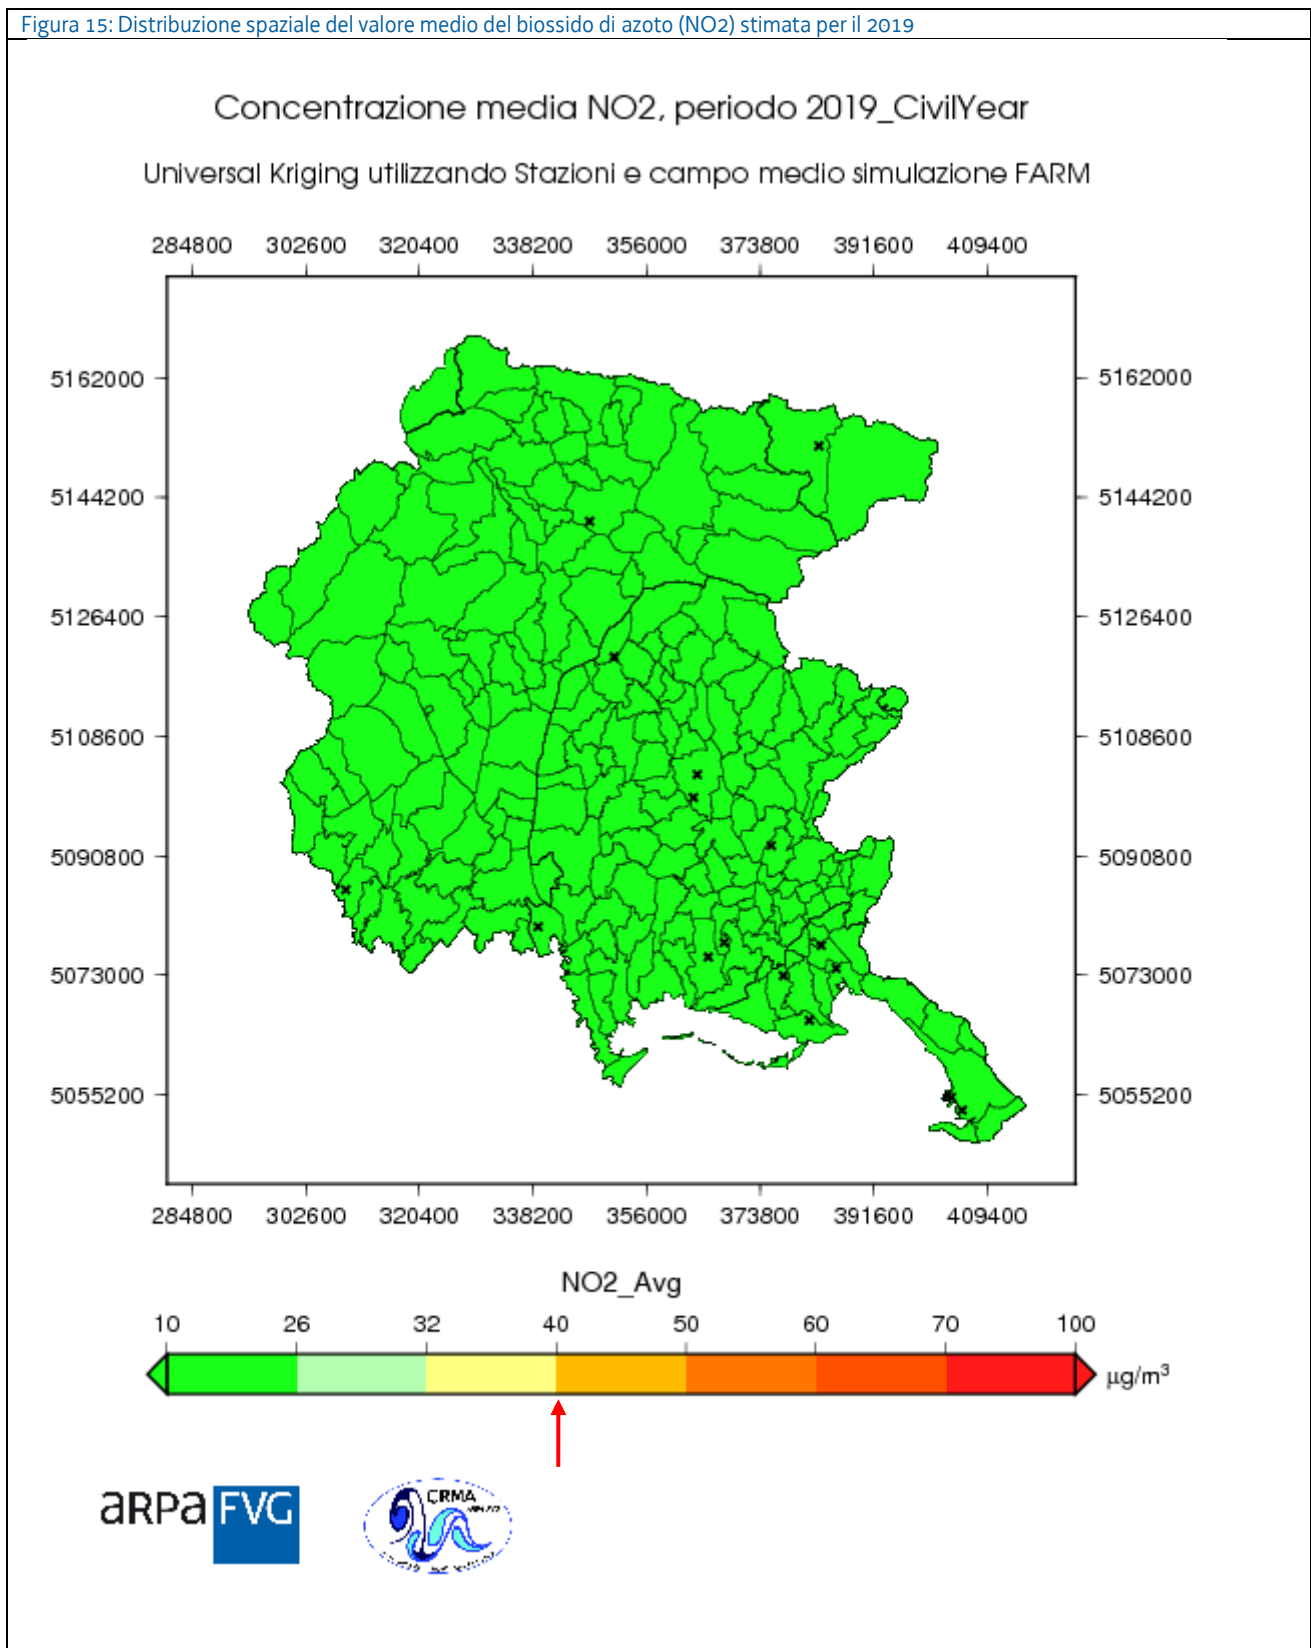 Figura 15: Distribuzione spaziale del valore medio del biossido di azoto (NO2) stimata per il 2019
Concentrazione media NO2, periodo 2019_CivilYear
Universal Kriging utilizzando Stazioni e campo medio simulazione FARM
284800 302600 320400 338200 356000 373800 391600 409400
5162000 5162000
5144200 5144200
5126400 5126400
5108600 5108600
5090800 5090800
5073000 5073000
5055200 5055200
284800 302600 320400 338200 356000 373800 391600 409400
NO2_Avg
10 26 32 40 50 60 70 100
µg/m³
arpa FVG
CRMA